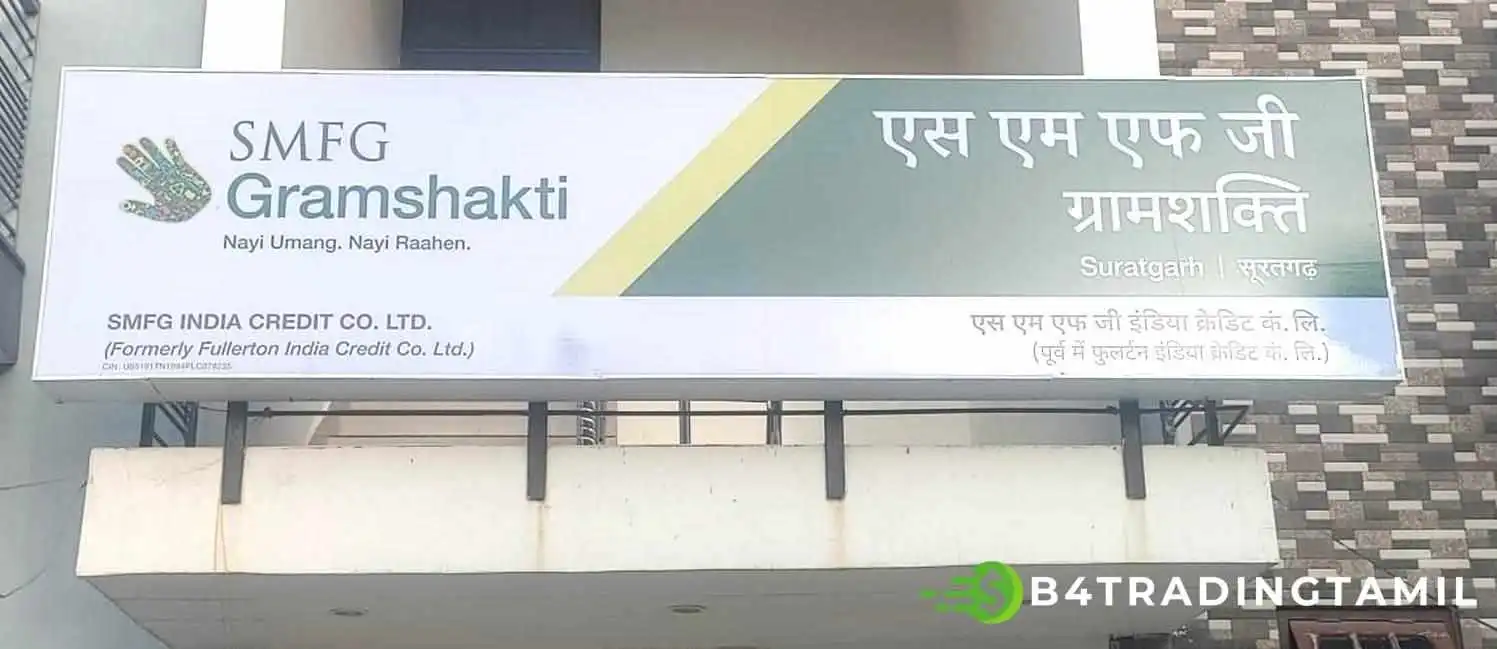 SMFG
Gramshakti
Nayi Umang. Nayi Raahen.
SMFG INDIA CREDIT CO. LTD.
(Formerly Fullerton India Credit Co. Ltd.)
एस एम एफ जी
ग्रामशक्ति
Suratgarh | सूरतगढ़
एस एम एफ जी इंडिया क्रेडिट कं. लि.
(पूर्व में फुलर्टन इंडिया क्रेडिट कं. लि.)
B4TRADINGTAMIL